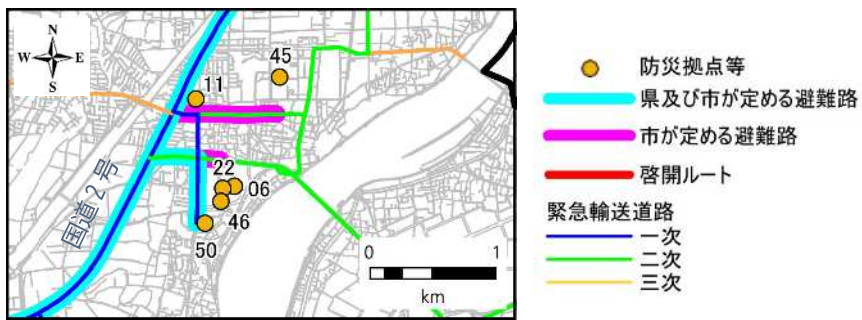 N
W E
S
45
11
22
06
46
50
国道2号
0 1
km
防災拠点等
県及び市が定める避難路
市が定める避難路
啓開ルート
緊急輸送道路
一次
二次
三次